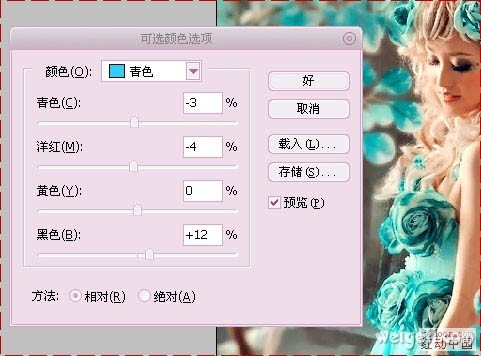 可选颜色选项
颜色(O): 青色
好
青色(C): -3 %
取消
洋红(M): -4 %
载入(L)...
存储(S)...
黄色(Y): 0 %
预览(P)
黑色(B): +12 %
方法: 相对(R) 绝对(A)
红动中国